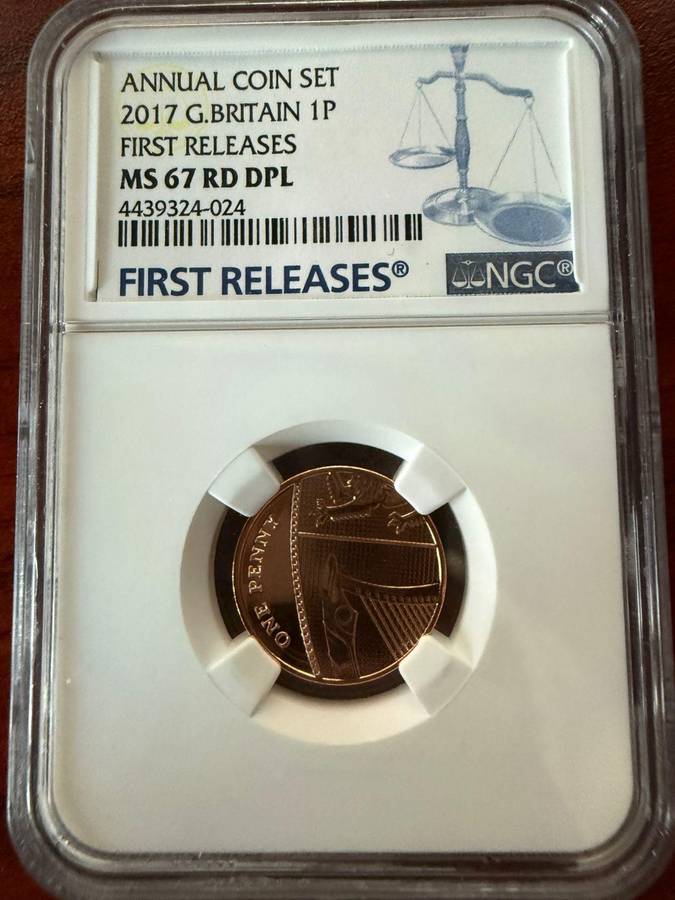 ANNUAL COIN SET
2017 G.BRITAIN 1P
FIRST RELEASES
MS 67 RD DPL
4439324-024
FIRST RELEASES®
NGC®
ONE PENNY